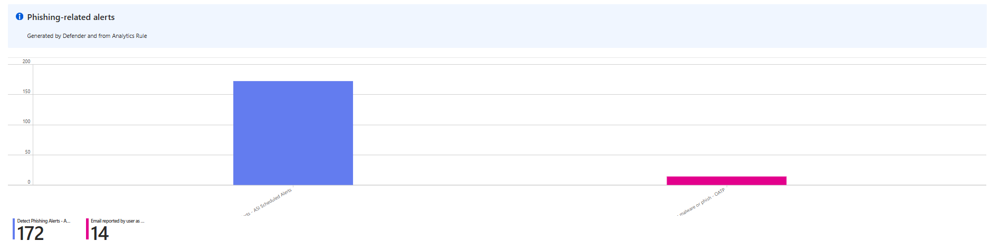 Phishing-related alerts
Generated by Defender and from Analytics Rule
200
150
100
50
0
rts - ASI Scheduled Alerts
malware or phish - OATP
Detect Phishing Alerts - A...
172
Email reported by user as ...
14